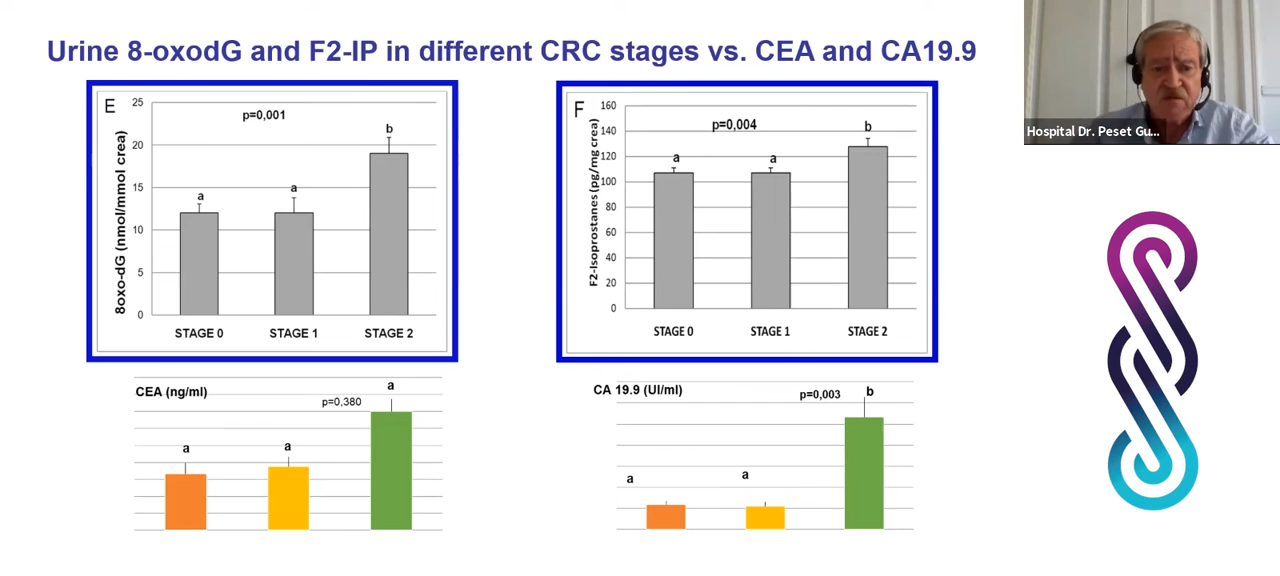 Urine 8-oxodG and F2-IP in different CRC stages vs. CEA and CA19.9
Hospital Dr. Peset Gu...
E
p=0,001
8oxo-dG (nmol/mmol crea)
25
20
15
10
5
0
a
a
b
STAGE 0 STAGE 1 STAGE 2
F
p=0,004
F2-Isoprostanes (pg/mg crea)
160
140
120
100
80
60
40
20
0
a
a
b
STAGE 0 STAGE 1 STAGE 2
CEA (ng/ml)
p=0,380
a
a
a
CA 19.9 (UI/ml)
p=0,003
a
a
b